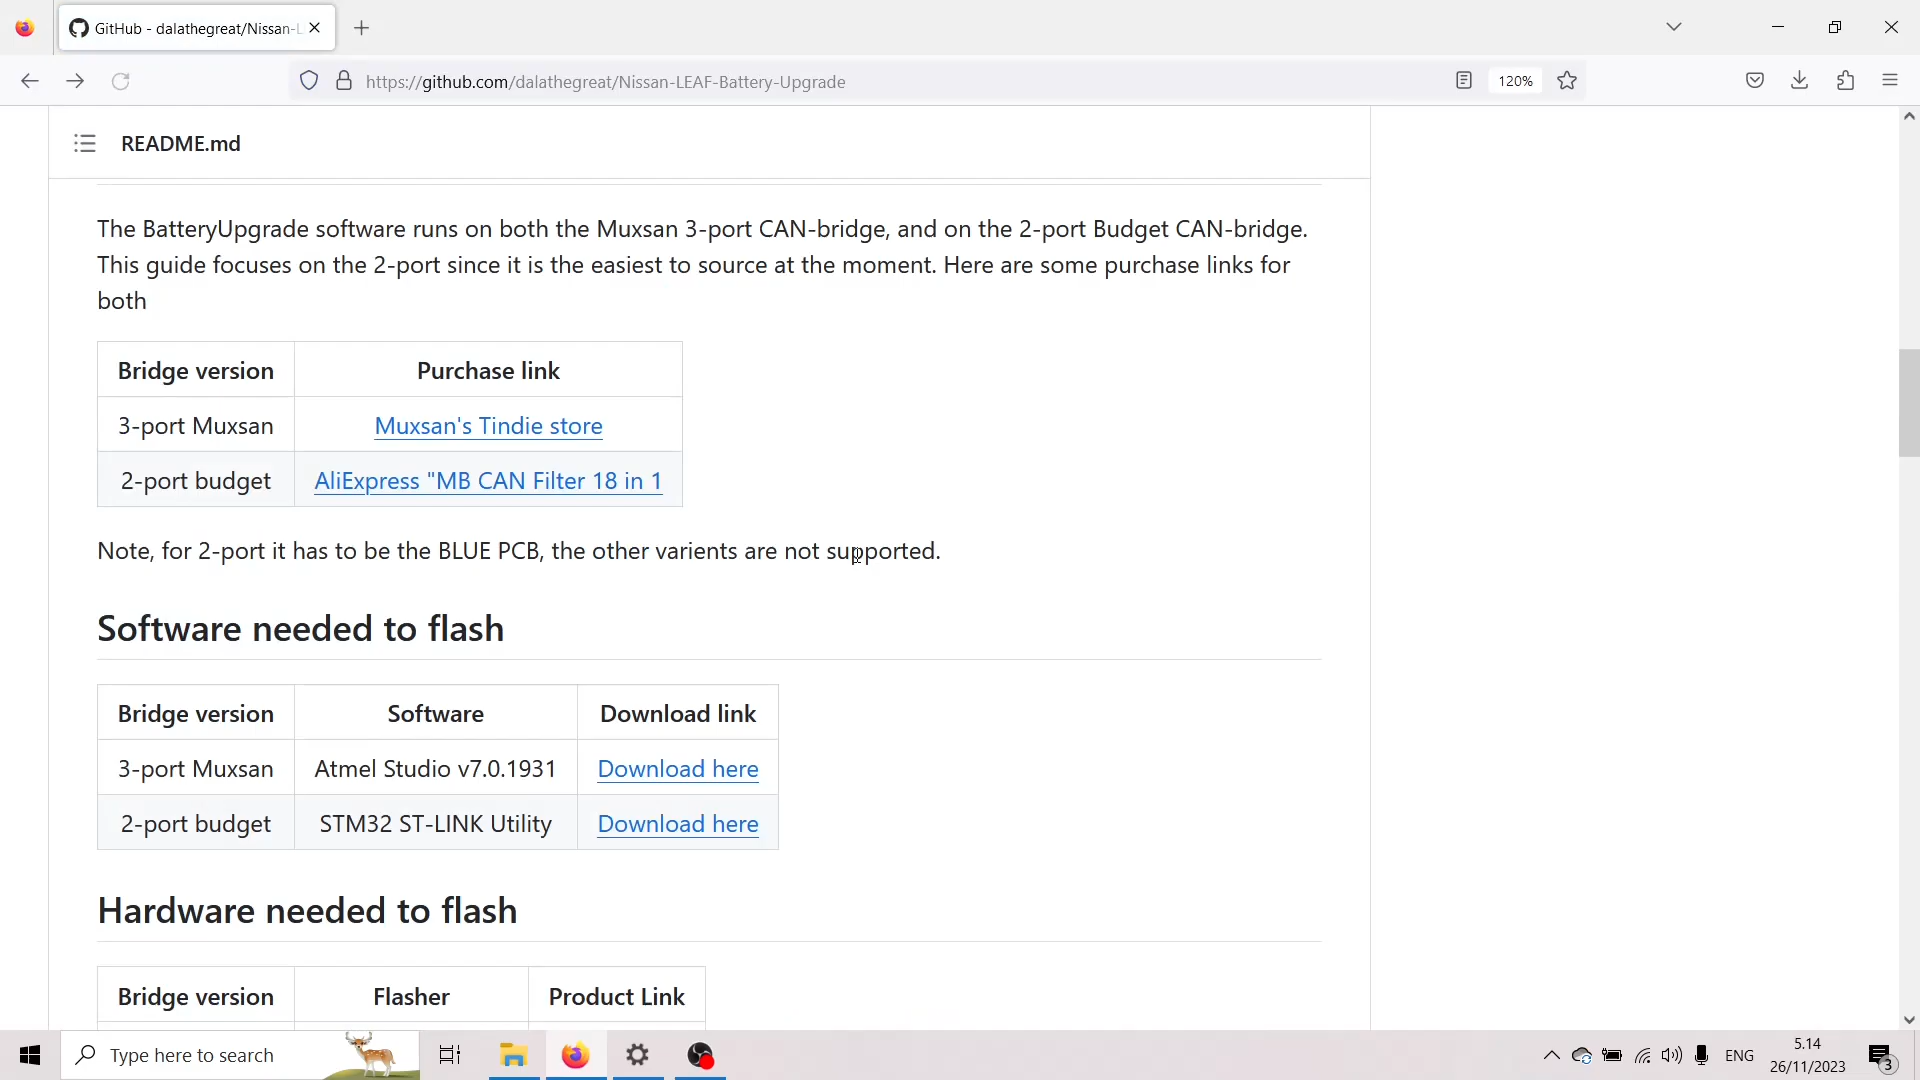 GitHub - dalathegreat/Nissan-L
https://github.com/dalathegreat/Nissan-LEAF-Battery-Upgrade
120%
README.md
The BatteryUpgrade software runs on both the Muxsan 3-port CAN-bridge, and on the 2-port Budget CAN-bridge.
This guide focuses on the 2-port since it is the easiest to source at the moment. Here are some purchase links for
both
Bridge version Purchase link
3-port Muxsan Muxsan's Tindie store
2-port budget AliExpress "MB CAN Filter 18 in 1
Note, for 2-port it has to be the BLUE PCB, the other varients are not supported.
Software needed to flash
Bridge version Software Download link
3-port Muxsan Atmel Studio v7.0.1931 Download here
2-port budget STM32 ST-LINK Utility Download here
Hardware needed to flash
Bridge version Flasher Product Link
Type here to search
ENG
5.14
26/11/2023
3